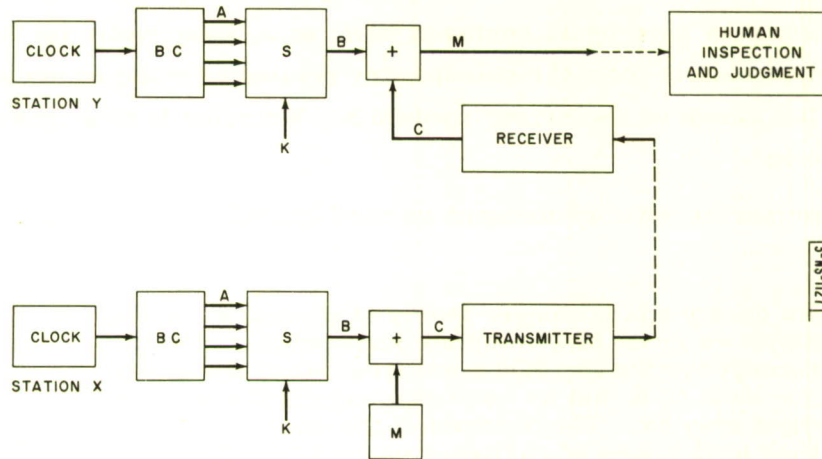 A
CLOCK
B C
S
B
+
M
HUMAN
INSPECTION
AND JUDGMENT
STATION Y
K
C
RECEIVER
A
CLOCK
B C
S
B
+
C
TRANSMITTER
STATION X
K
M